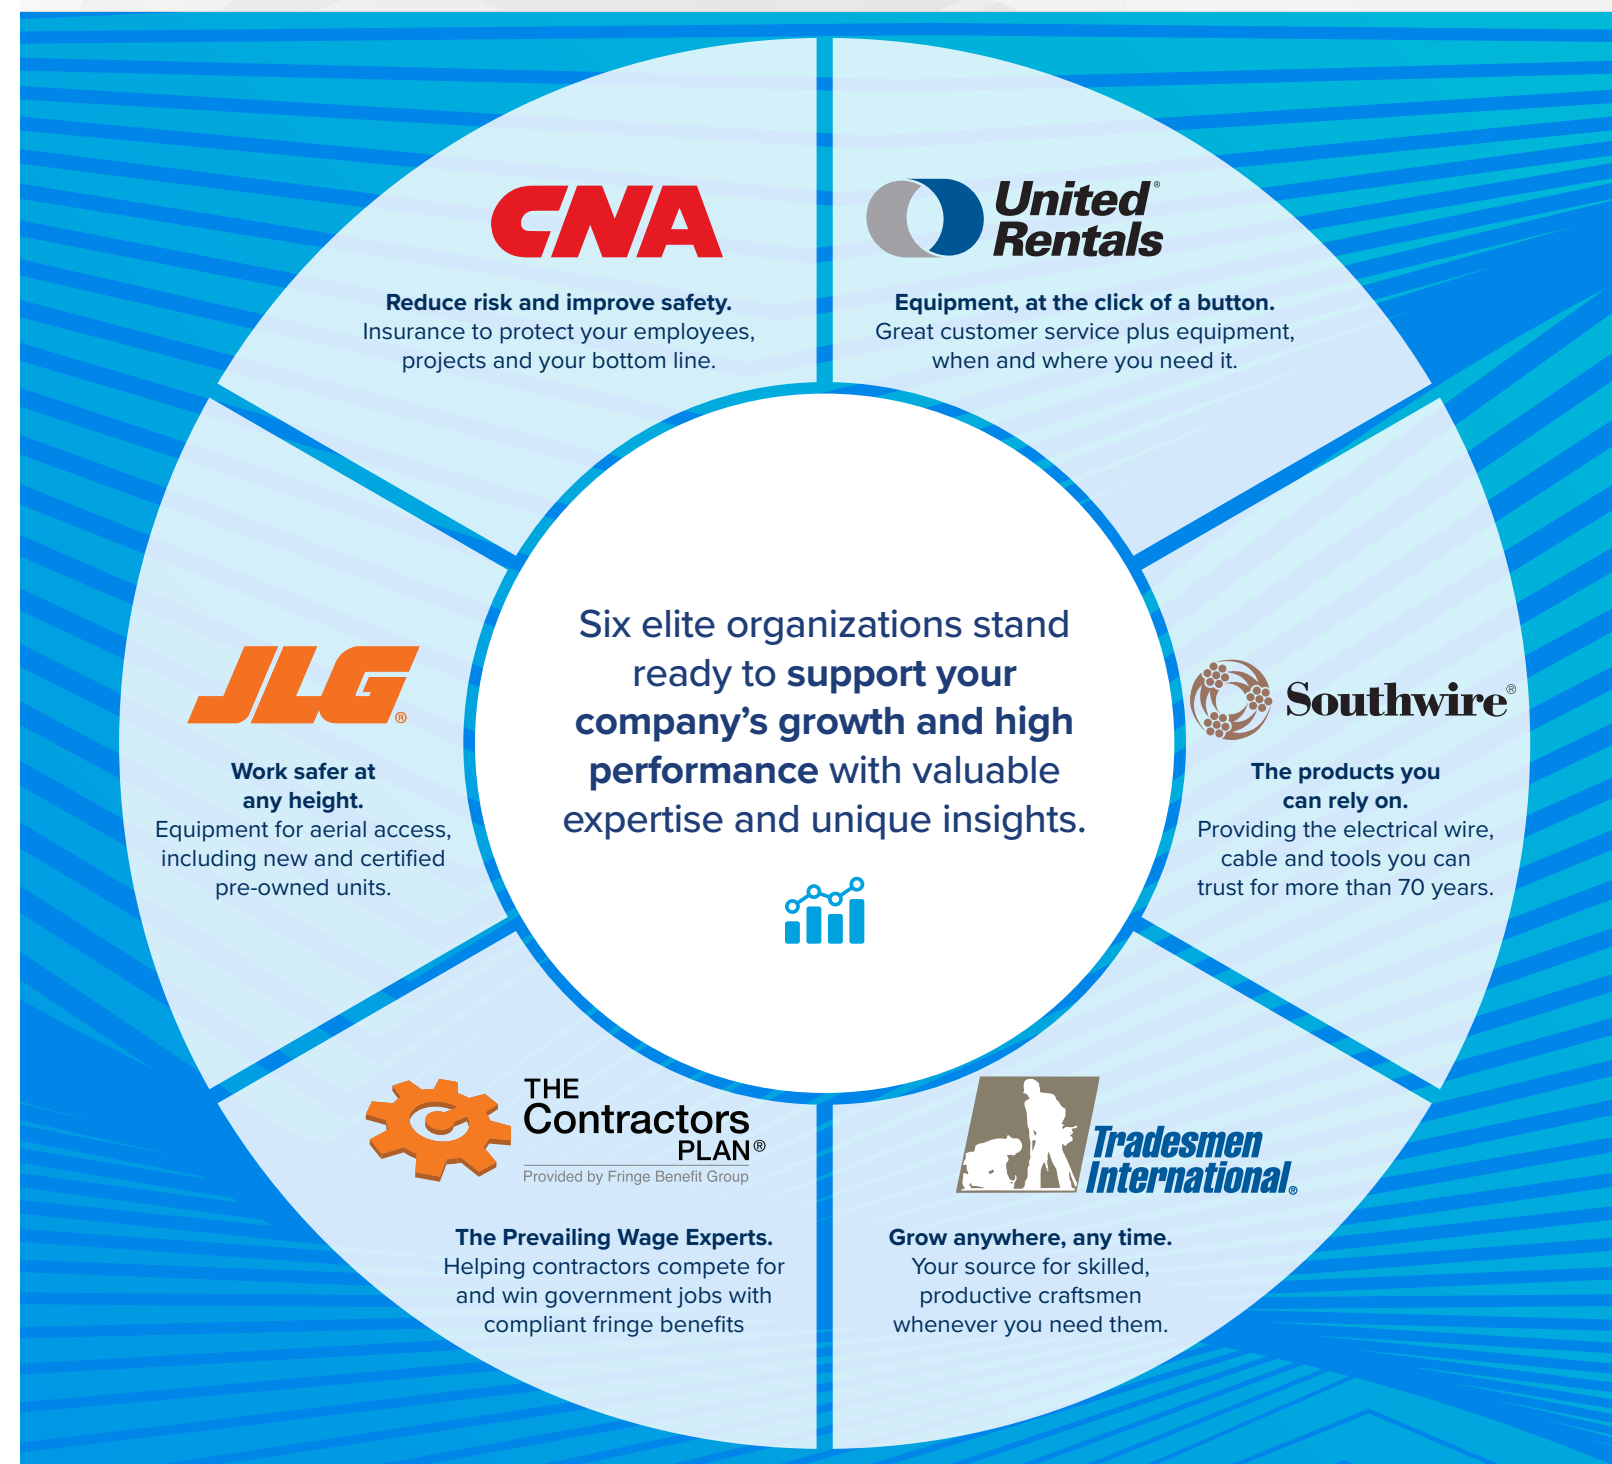 CNA
Reduce risk and improve safety.
Insurance to protect your employees,
projects and your bottom line.
United®
Rentals
Equipment, at the click of a button.
Great customer service plus equipment,
when and where you need it.
JLG®
Work safer at
any height.
Equipment for aerial access,
including new and certified
pre-owned units.
Six elite organizations stand
ready to support your
company’s growth and high
performance with valuable
expertise and unique insights.
Southwire®
The products you
can rely on.
Providing the electrical wire,
cable and tools you can
trust for more than 70 years.
THE
Contractors
PLAN®
Provided by Fringe Benefit Group
The Prevailing Wage Experts.
Helping contractors compete for
and win government jobs with
compliant fringe benefits
Tradesmen
International®
Grow anywhere, any time.
Your source for skilled,
productive craftsmen
whenever you need them.